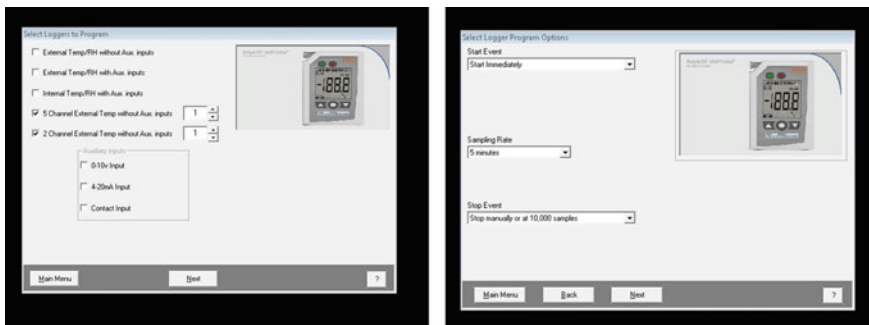 Select Loggers to Program
External Temp/RH without Aux. inputs
External Temp/RH with Aux. inputs
Internal Temp/RH with Aux. inputs
5 Channel External Temp without Aux. inputs 1
2 Channel External Temp without Aux. inputs 1
Auxiliary inputs
0-10v Input
4-20mA Input
Contact Input
Main Menu Next ?
Select Logger Program Options
Start Event
Start Immediately
Sampling Rate
5 minutes
Stop Event
Stop manually or at 10,000 samples
Main Menu Back Next ?